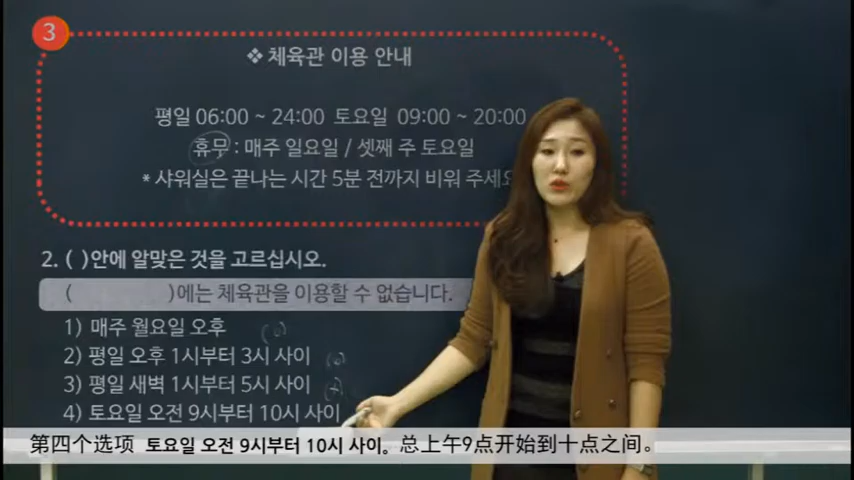 3
❖ 체육관 이용 안내
평일 06:00 ~ 24:00 토요일 09:00 ~ 20:00
휴무 : 매주 일요일 / 셋째 주 토요일
* 샤워실은 끝나는 시간 5분 전까지 비워 주세요
2. ( )안에 알맞은 것을 고르십시오.
( )에는 체육관을 이용할 수 없습니다.
1) 매주 월요일 오후
2) 평일 오후 1시부터 3시 사이
3) 평일 새벽 1시부터 5시 사이
4) 토요일 오전 9시부터 10시 사이
第四个选项 토요일 오전 9시부터 10시 사이。总上午9点开始到十点之间。